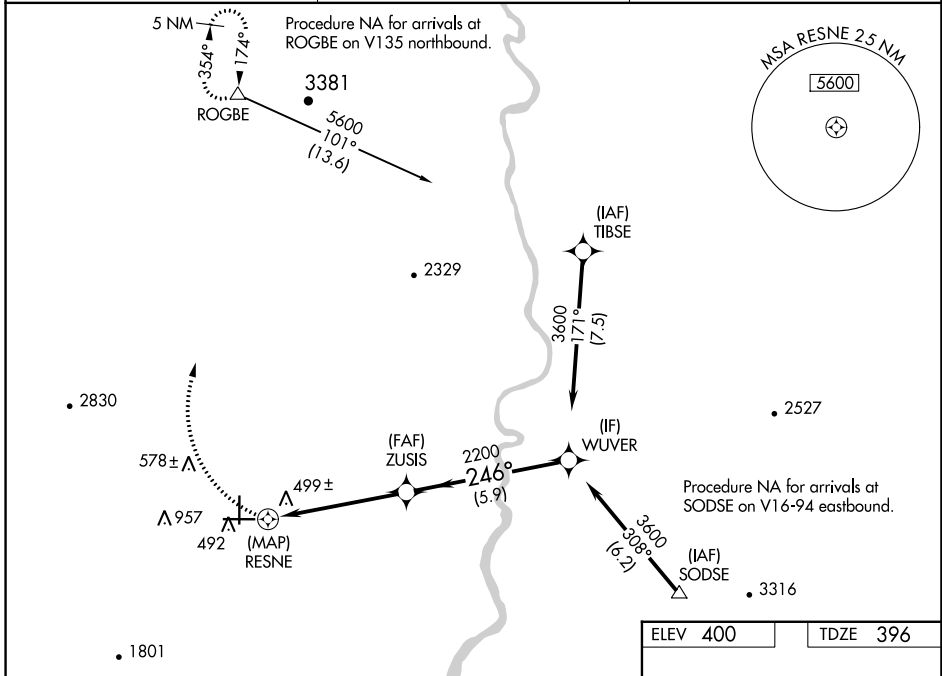 5 NM
354°
174°
ROGBE
Procedure NA for arrivals at
ROGBE on V135 northbound.
3381
5600
101°
(13.6)
MSA RESNE 25 NM
5600
(IAF)
TIBSE
2329
3600
171°
(7.5)
2830
2527
(FAF)
ZUSIS
2200
246°
(5.9)
(IF)
WUVER
578±
499±
957
492
(MAP)
RESNE
Procedure NA for arrivals at
SODSE on V16-94 eastbound.
3600
308°
(6.2)
(IAF)
SODSE
3316
1801
ELEV 400
TDZE 396